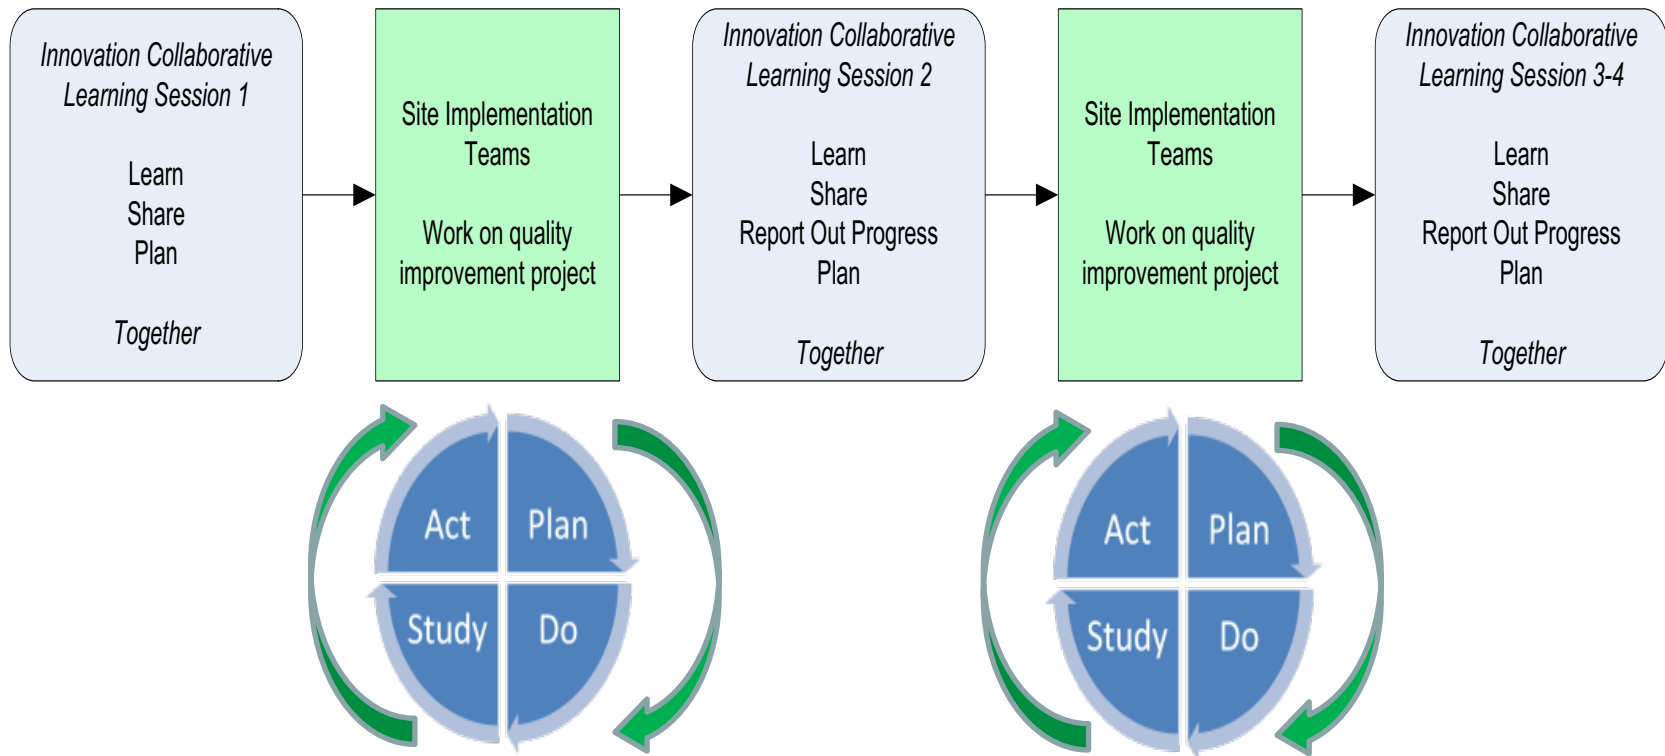 Innovation Collaborative
Learning Session 1
Learn
Share
Plan
Together
Site Implementation
Teams
Work on quality
improvement project
Innovation Collaborative
Learning Session 2
Learn
Share
Report Out Progress
Plan
Together
Site Implementation
Teams
Work on quality
improvement project
Innovation Collaborative
Learning Session 3-4
Learn
Share
Report Out Progress
Plan
Together
Act
Plan
Study
Do
Act
Plan
Study
Do